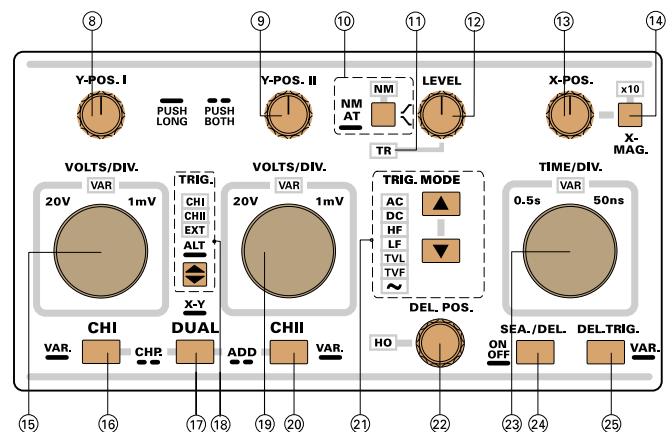 8 9 10 11 12 13 14
Y-POS. I
Y-POS. II
LEVEL
X-POS.
PUSH LONG
PUSH BOTH
NM
NM
AT
x10
X-MAG.
TR
VOLTS/DIV.
TRIG.
VOLTS/DIV.
TRIG. MODE
TIME/DIV.
VAR
VAR
VAR
20V 1mV
20V 1mV
0.5s 50ns
CHI
CHII
EXT
ALT
AC
DC
HF
LF
TVL
TVF
~
X-Y
DEL. POS.
HO
CHI
DUAL
CHII
SEA./DEL.
DEL.TRIG.
VAR.
CHP.
ADD
VAR.
ON
OFF
VAR.
15 16 17 18 19 20 21 22 23 24 25